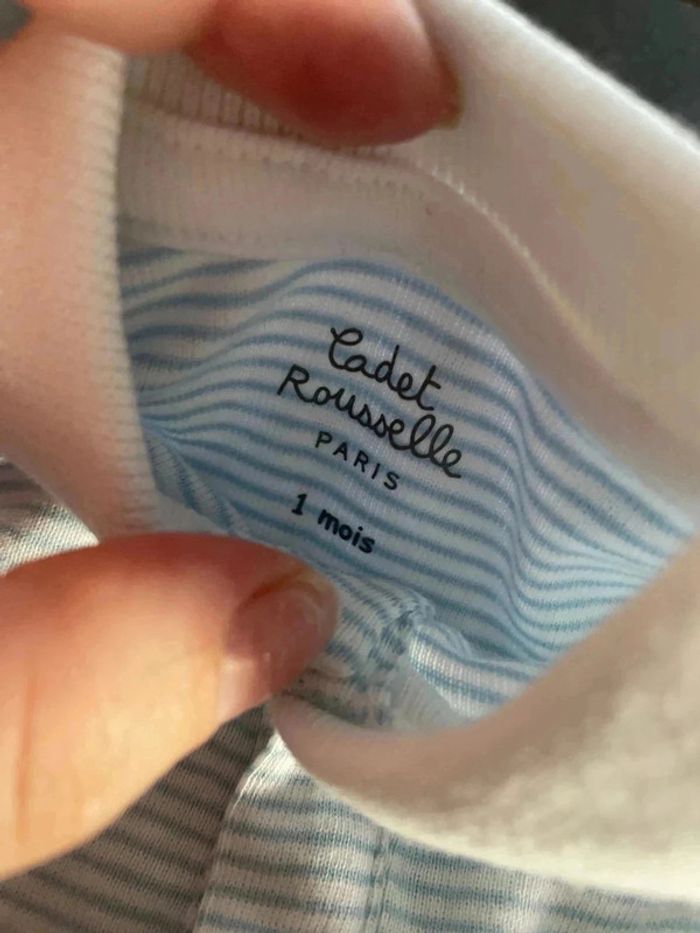 Cadet
Rousselle
PARIS
1 mois